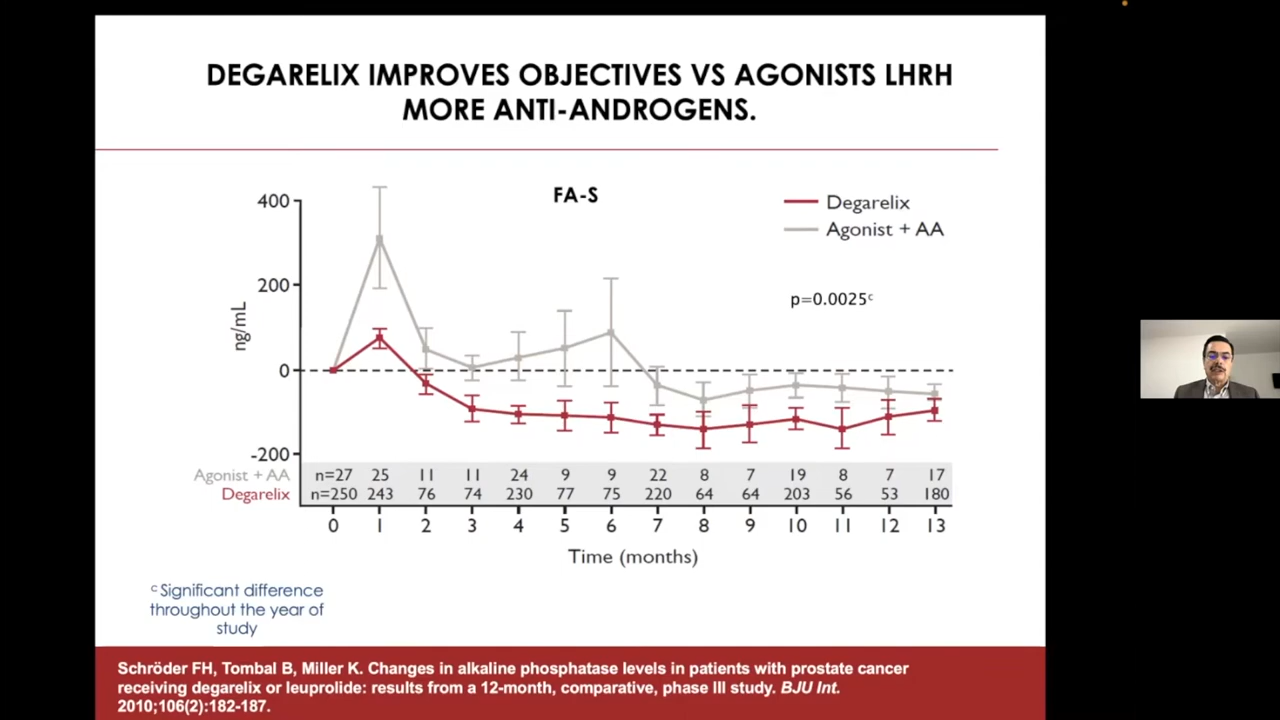 DEGARELIX IMPROVES OBJECTIVES VS AGONISTS LHRH
MORE ANTI-ANDROGENS.
FA-S
Degarelix
Agonist + AA
p=0.0025ᶜ
ng/mL
400
200
0
-200
Agonist + AA n=27 25 11 11 24 9 9 22 8 7 19 8 7 17
Degarelix n=250 243 76 74 230 77 75 220 64 64 203 56 53 180
0 1 2 3 4 5 6 7 8 9 10 11 12 13
Time (months)
ᶜ Significant difference
throughout the year of
study
Schröder FH, Tombal B, Miller K. Changes in alkaline phosphatase levels in patients with prostate cancer
receiving degarelix or leuprolide: results from a 12-month, comparative, phase III study. BJU Int.
2010;106(2):182-187.